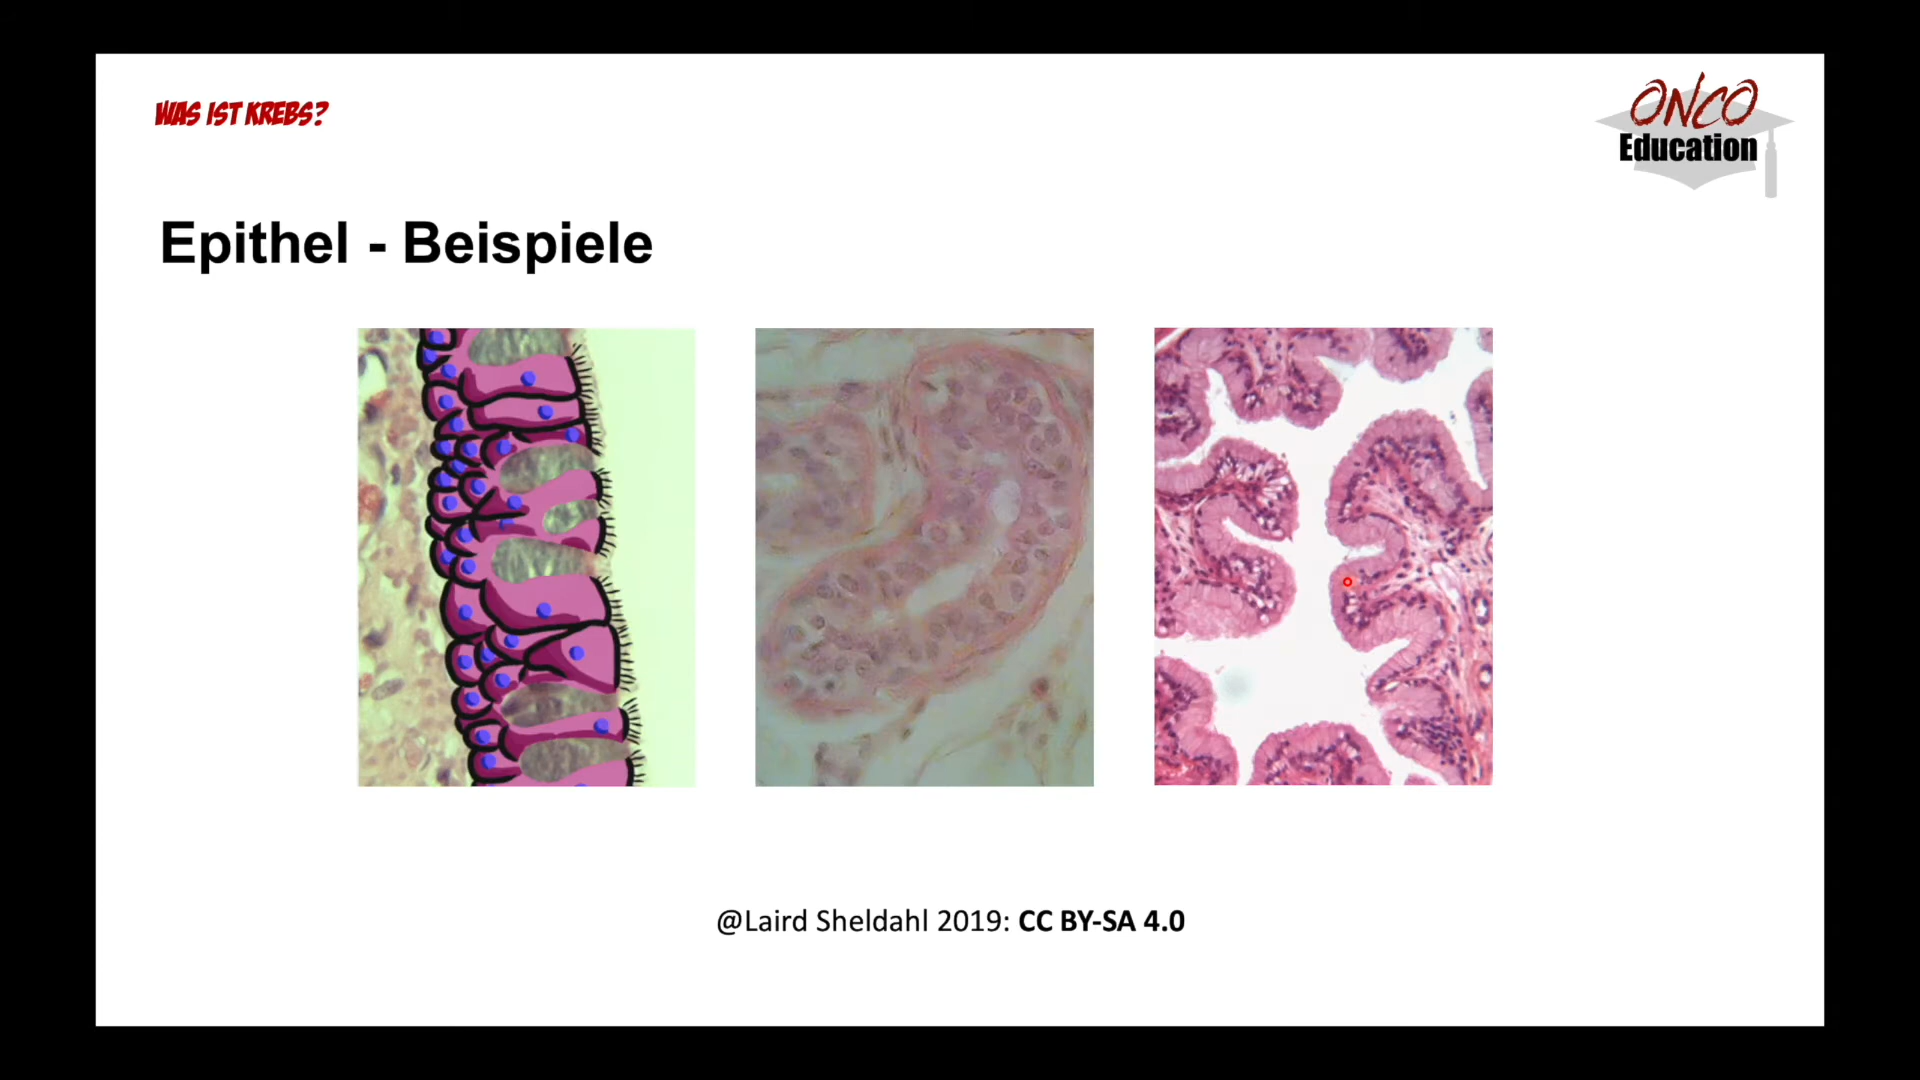 WAS IST KREBS?
ONCO
Education
Epithel - Beispiele
@Laird Sheldahl 2019: CC BY-SA 4.0